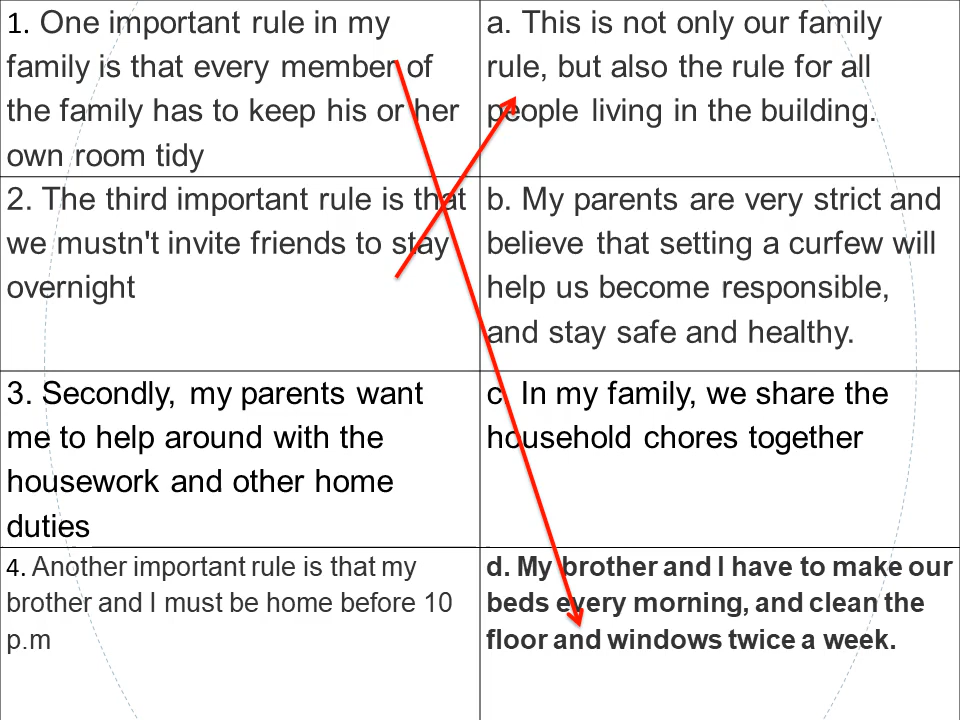 1. One important rule in my
family is that every member of
the family has to keep his or her
own room tidy
a. This is not only our family
rule, but also the rule for all
people living in the building.
2. The third important rule is that
we mustn't invite friends to stay
overnight
b. My parents are very strict and
believe that setting a curfew will
help us become responsible,
and stay safe and healthy.
3. Secondly, my parents want
me to help around with the
housework and other home
duties
c. In my family, we share the
household chores together
4. Another important rule is that my
brother and I must be home before 10
p.m
d. My brother and I have to make our
beds every morning, and clean the
floor and windows twice a week.